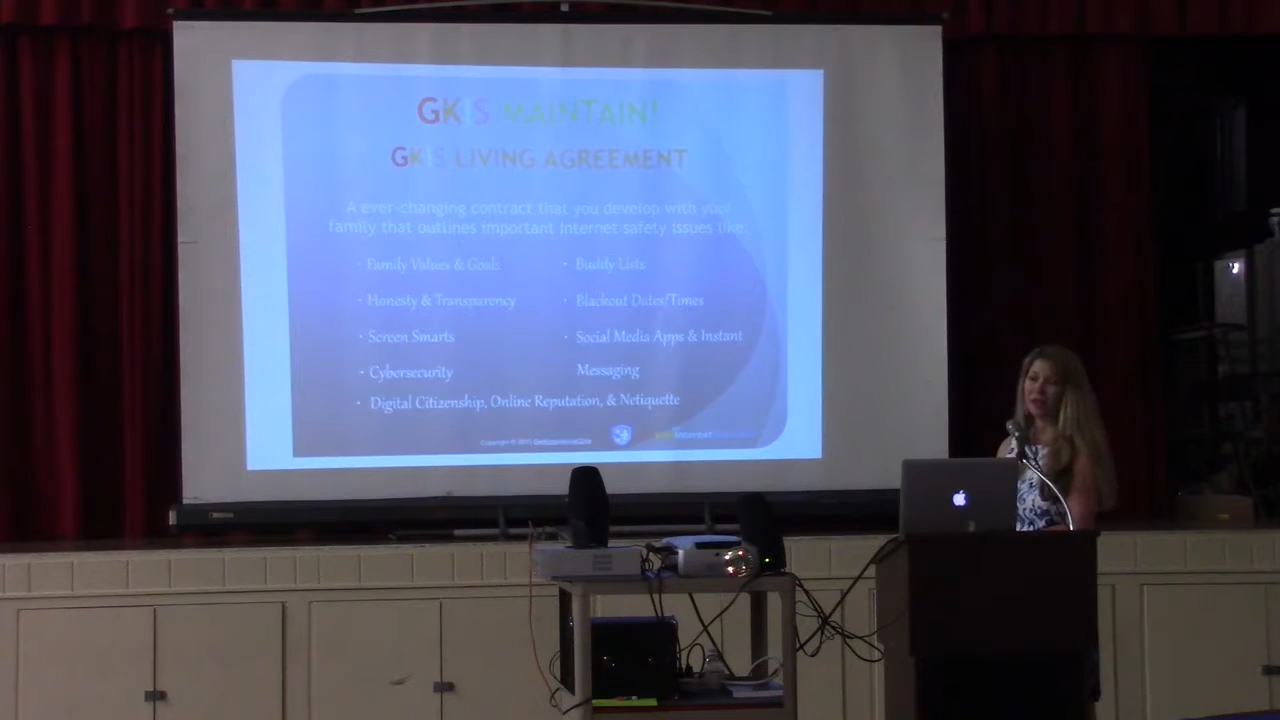 GKIS MAINTAIN!
GKIS LIVING AGREEMENT
A ever-changing contract that you develop with your
family that outlines important Internet safety issues like:
· Family Values & Goals
· Honesty & Transparency
· Screen Smarts
· Cybersecurity
· Digital Citizenship, Online Reputation, & Netiquette
· Buddy Lists
· Blackout Dates/Times
· Social Media Apps & Instant
Messaging
Copyright ©
Internet